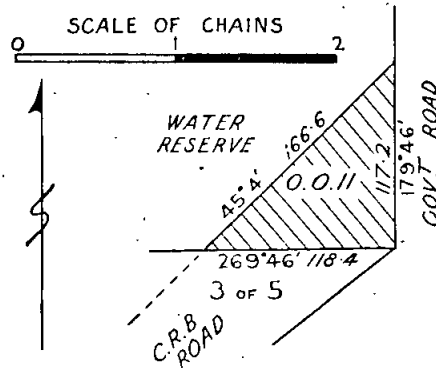 SCALE OF CHAINS
0 1 2
WATER
RESERVE
45°4' 166·6
0.0.11
117·2
179°46'
GOVT ROAD
269°46' 118·4
3 OF 5
C.R.B
ROAD